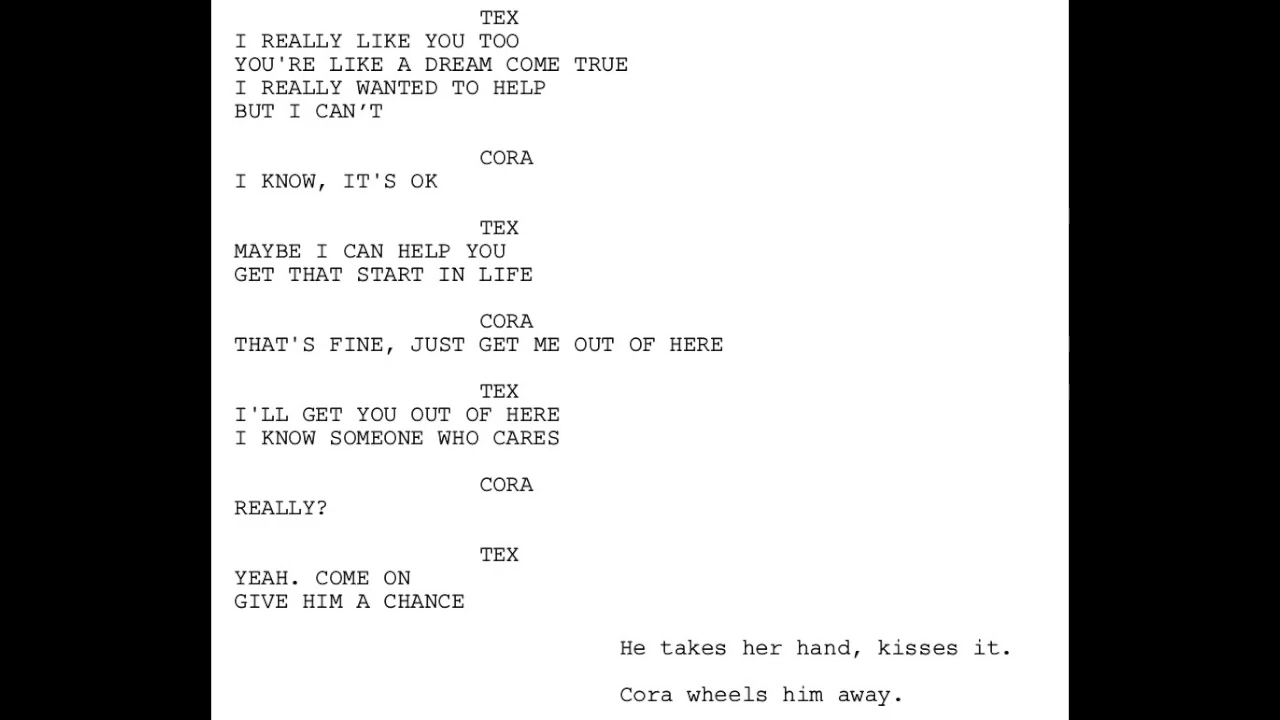 TEX
I REALLY LIKE YOU TOO
YOU'RE LIKE A DREAM COME TRUE
I REALLY WANTED TO HELP
BUT I CAN’T
CORA
I KNOW, IT'S OK
TEX
MAYBE I CAN HELP YOU
GET THAT START IN LIFE
CORA
THAT'S FINE, JUST GET ME OUT OF HERE
TEX
I'LL GET YOU OUT OF HERE
I KNOW SOMEONE WHO CARES
CORA
REALLY?
TEX
YEAH. COME ON
GIVE HIM A CHANCE
He takes her hand, kisses it.
Cora wheels him away.